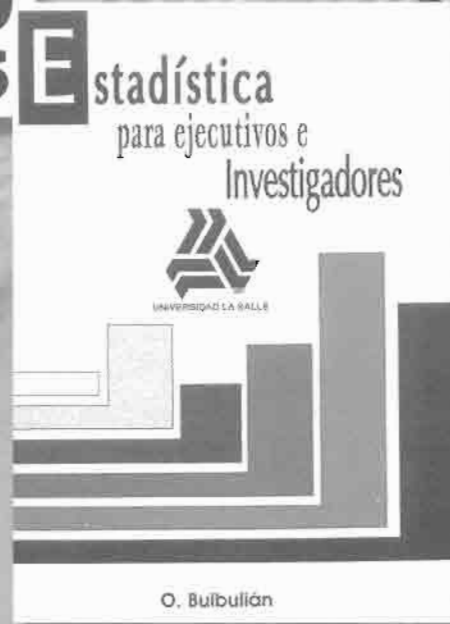 Estadística
para ejecutivos e
Investigadores
UNIVERSIDAD LA SALLE
O. Bulbulián